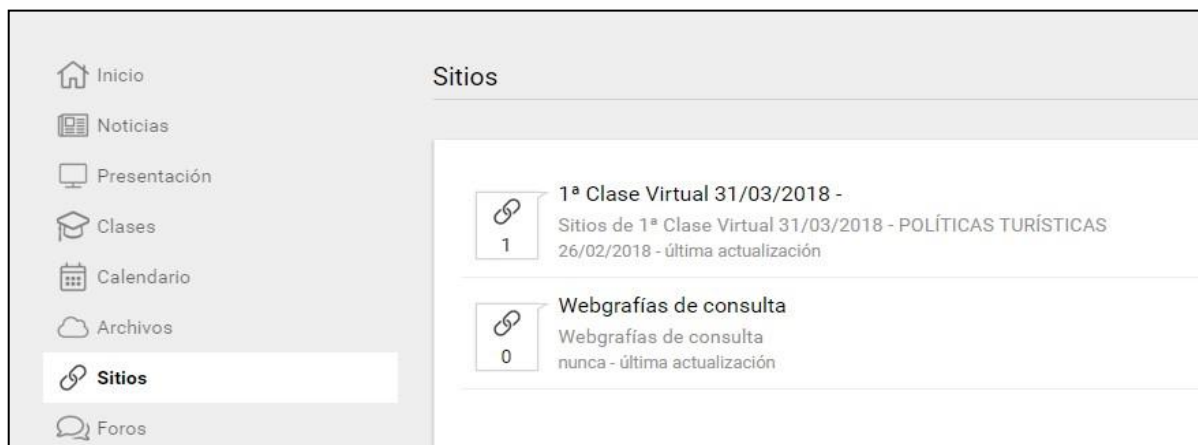 Inicio
Noticias
Presentación
Clases
Calendario
Archivos
Sitios
Foros
Sitios
1ª Clase Virtual 31/03/2018 -
Sitios de 1ª Clase Virtual 31/03/2018 - POLÍTICAS TURÍSTICAS
26/02/2018 - última actualización
1
Webgrafías de consulta
Webgrafías de consulta
nunca - última actualización
0